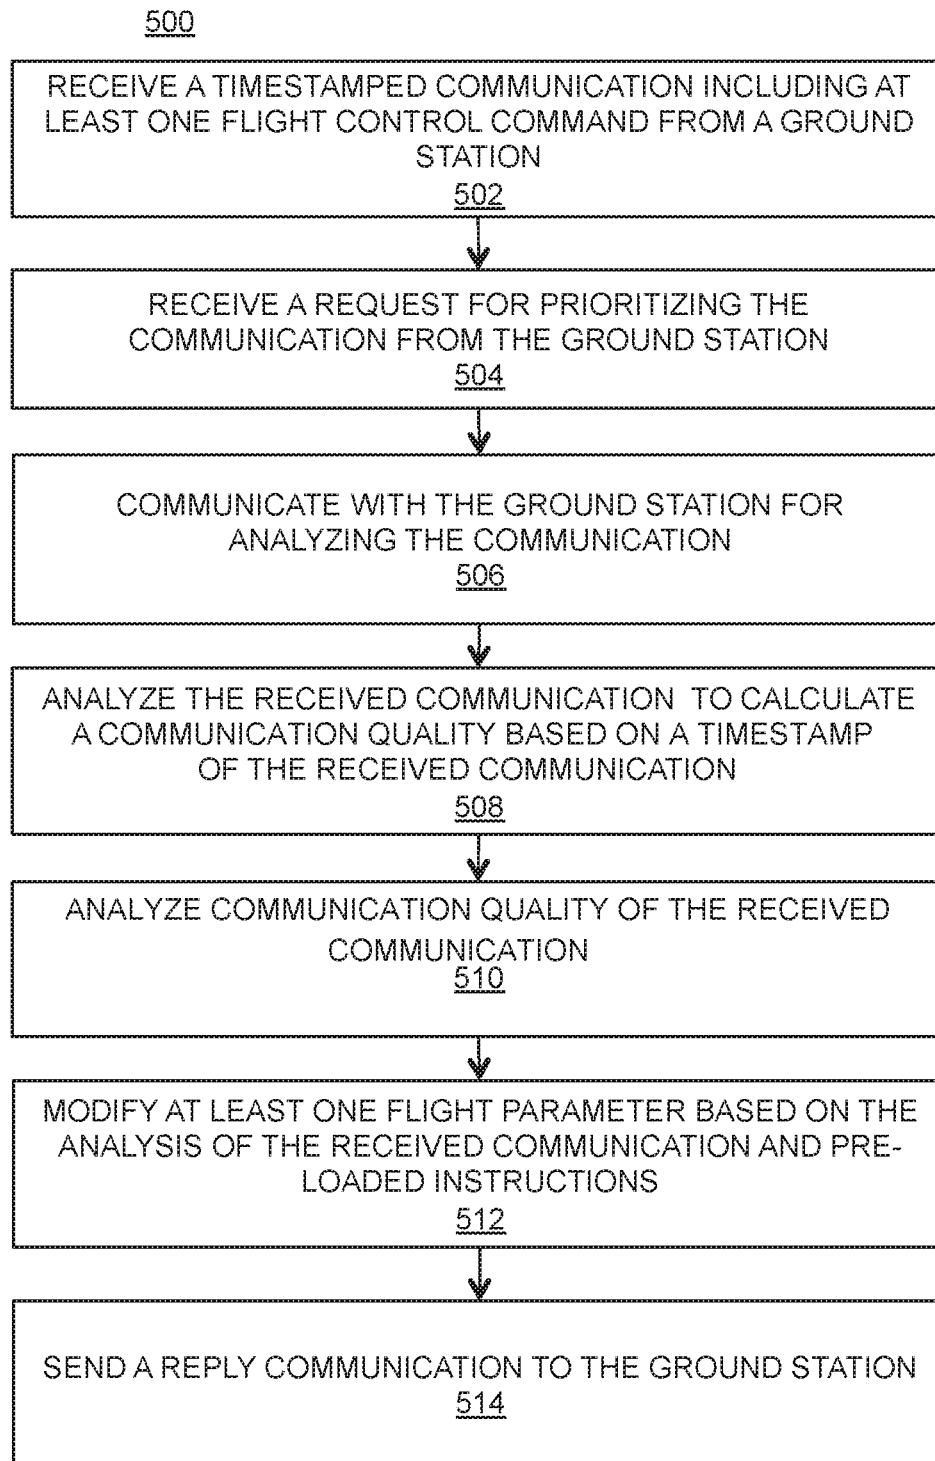 500
RECEIVE A TIMESTAMPED COMMUNICATION INCLUDING AT
LEAST ONE FLIGHT CONTROL COMMAND FROM A GROUND
STATION
502
RECEIVE A REQUEST FOR PRIORITIZING THE
COMMUNICATION FROM THE GROUND STATION
504
COMMUNICATE WITH THE GROUND STATION FOR
ANALYZING THE COMMUNICATION
506
ANALYZE THE RECEIVED COMMUNICATION TO CALCULATE
A COMMUNICATION QUALITY BASED ON A TIMESTAMP
OF THE RECEIVED COMMUNICATION
508
ANALYZE COMMUNICATION QUALITY OF THE RECEIVED
COMMUNICATION
510
MODIFY AT LEAST ONE FLIGHT PARAMETER BASED ON THE
ANALYSIS OF THE RECEIVED COMMUNICATION AND PRE-
LOADED INSTRUCTIONS
512
SEND A REPLY COMMUNICATION TO THE GROUND STATION
514